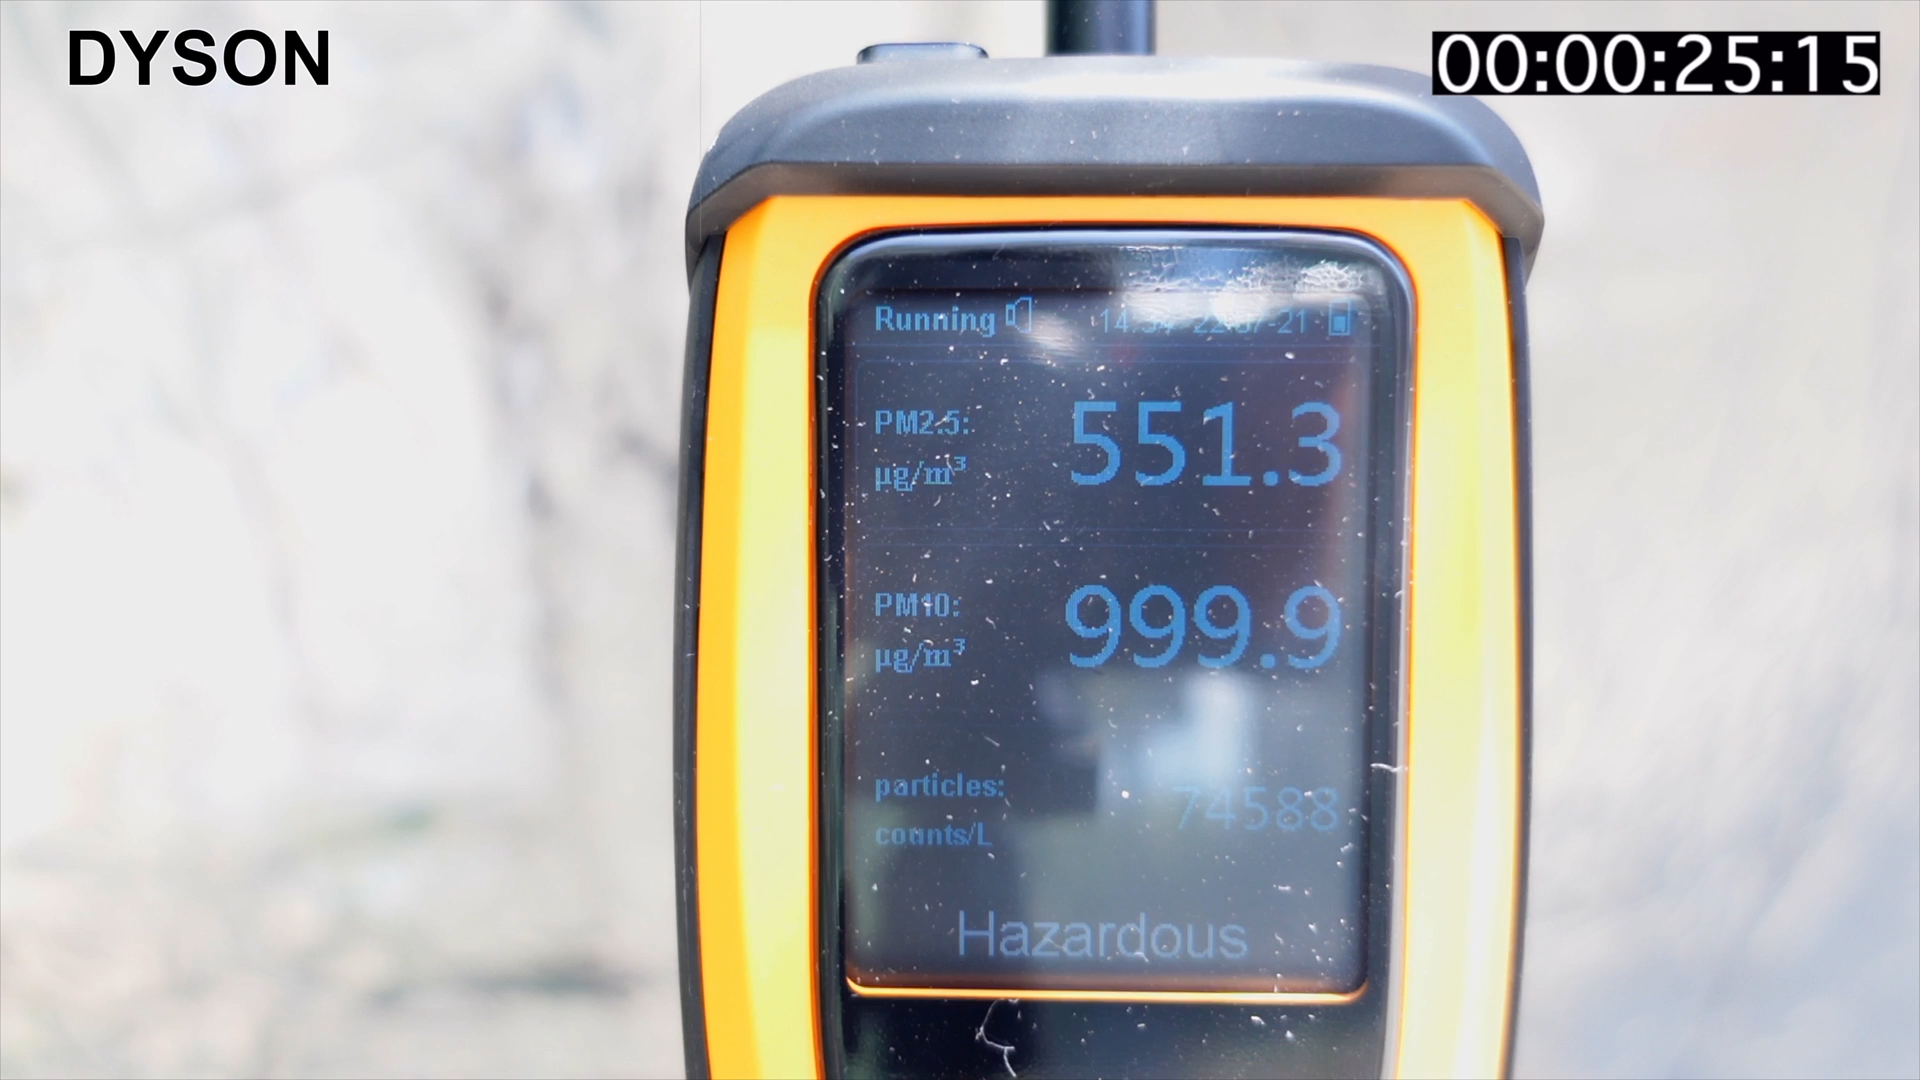 DYSON
00:00:25:15
Running
PM2.5:
551.3
µg/m³
PM10:
999.9
µg/m³
particles:
74588
counts/L
Hazardous